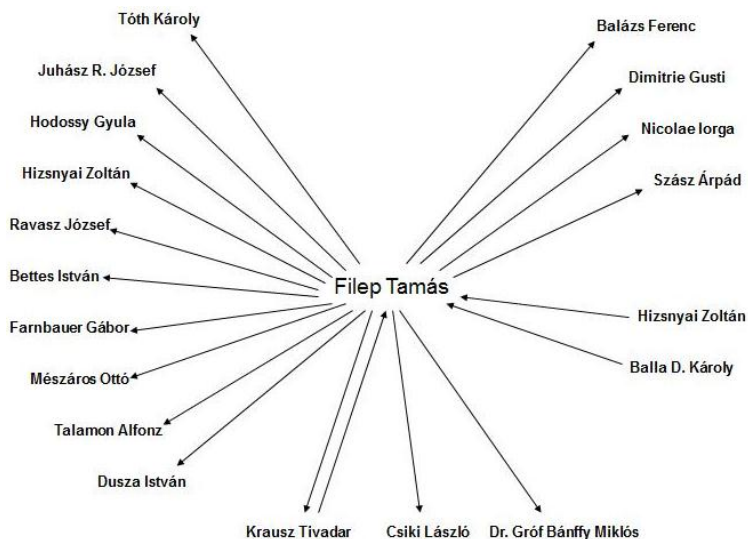 Tóth Károly
Balázs Ferenc
Juhász R. József
Dimitrie Gusti
Hodossy Gyula
Nicolae Iorga
Hizsnyai Zoltán
Szász Árpád
Ravasz József
Bettes István
Filep Tamás
Farnbauer Gábor
Hizsnyai Zoltán
Mészáros Ottó
Balla D. Károly
Talamon Alfonz
Dusza István
Krausz Tivadar
Csiki László
Dr. Gróf Bánffy Miklós